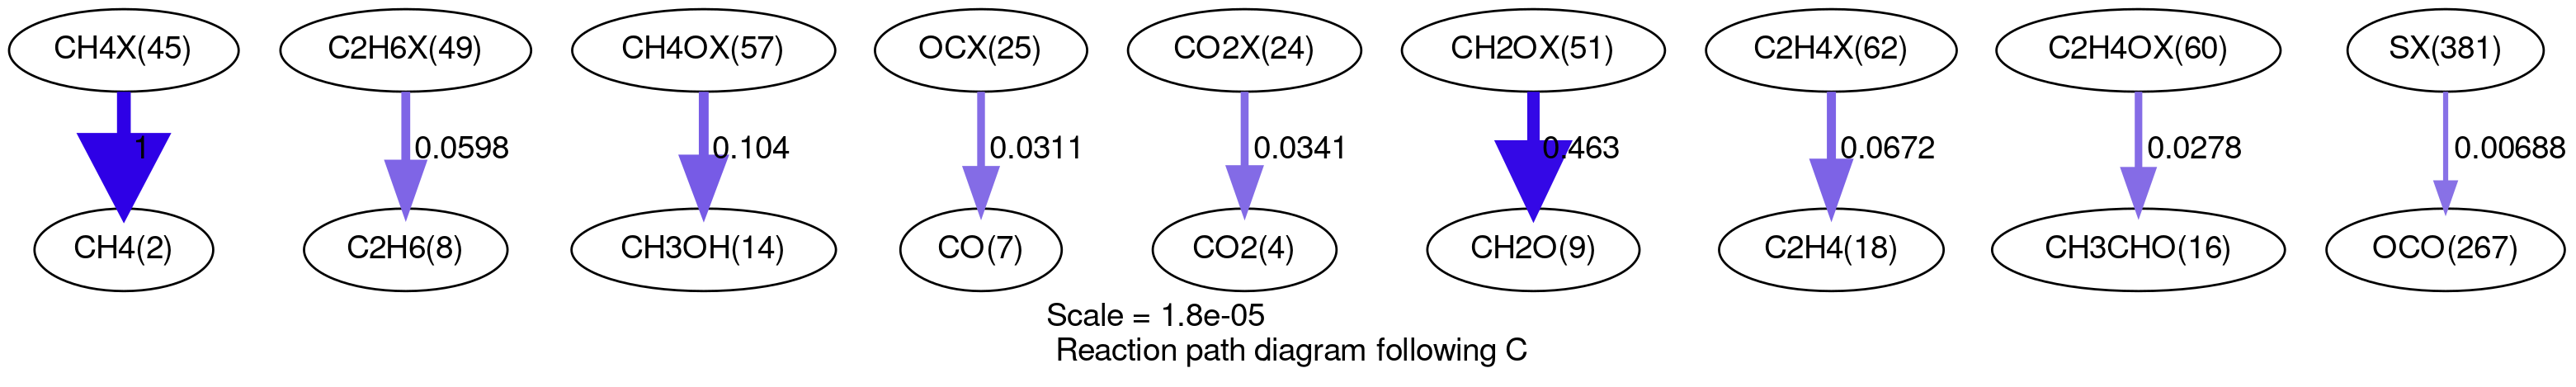 CH4X(45) C2H6X(49) CH4OX(57) OCX(25) CO2X(24) CH2OX(51) C2H4X(62) C2H4OX(60) SX(381)
1 0.0598 0.104 0.0311 0.0341 0.463 0.0672 0.0278 0.00688
CH4(2) C2H6(8) CH3OH(14) CO(7) CO2(4) CH2O(9) C2H4(18) CH3CHO(16) OCO(267)
Scale = 1.8e-05
Reaction path diagram following C